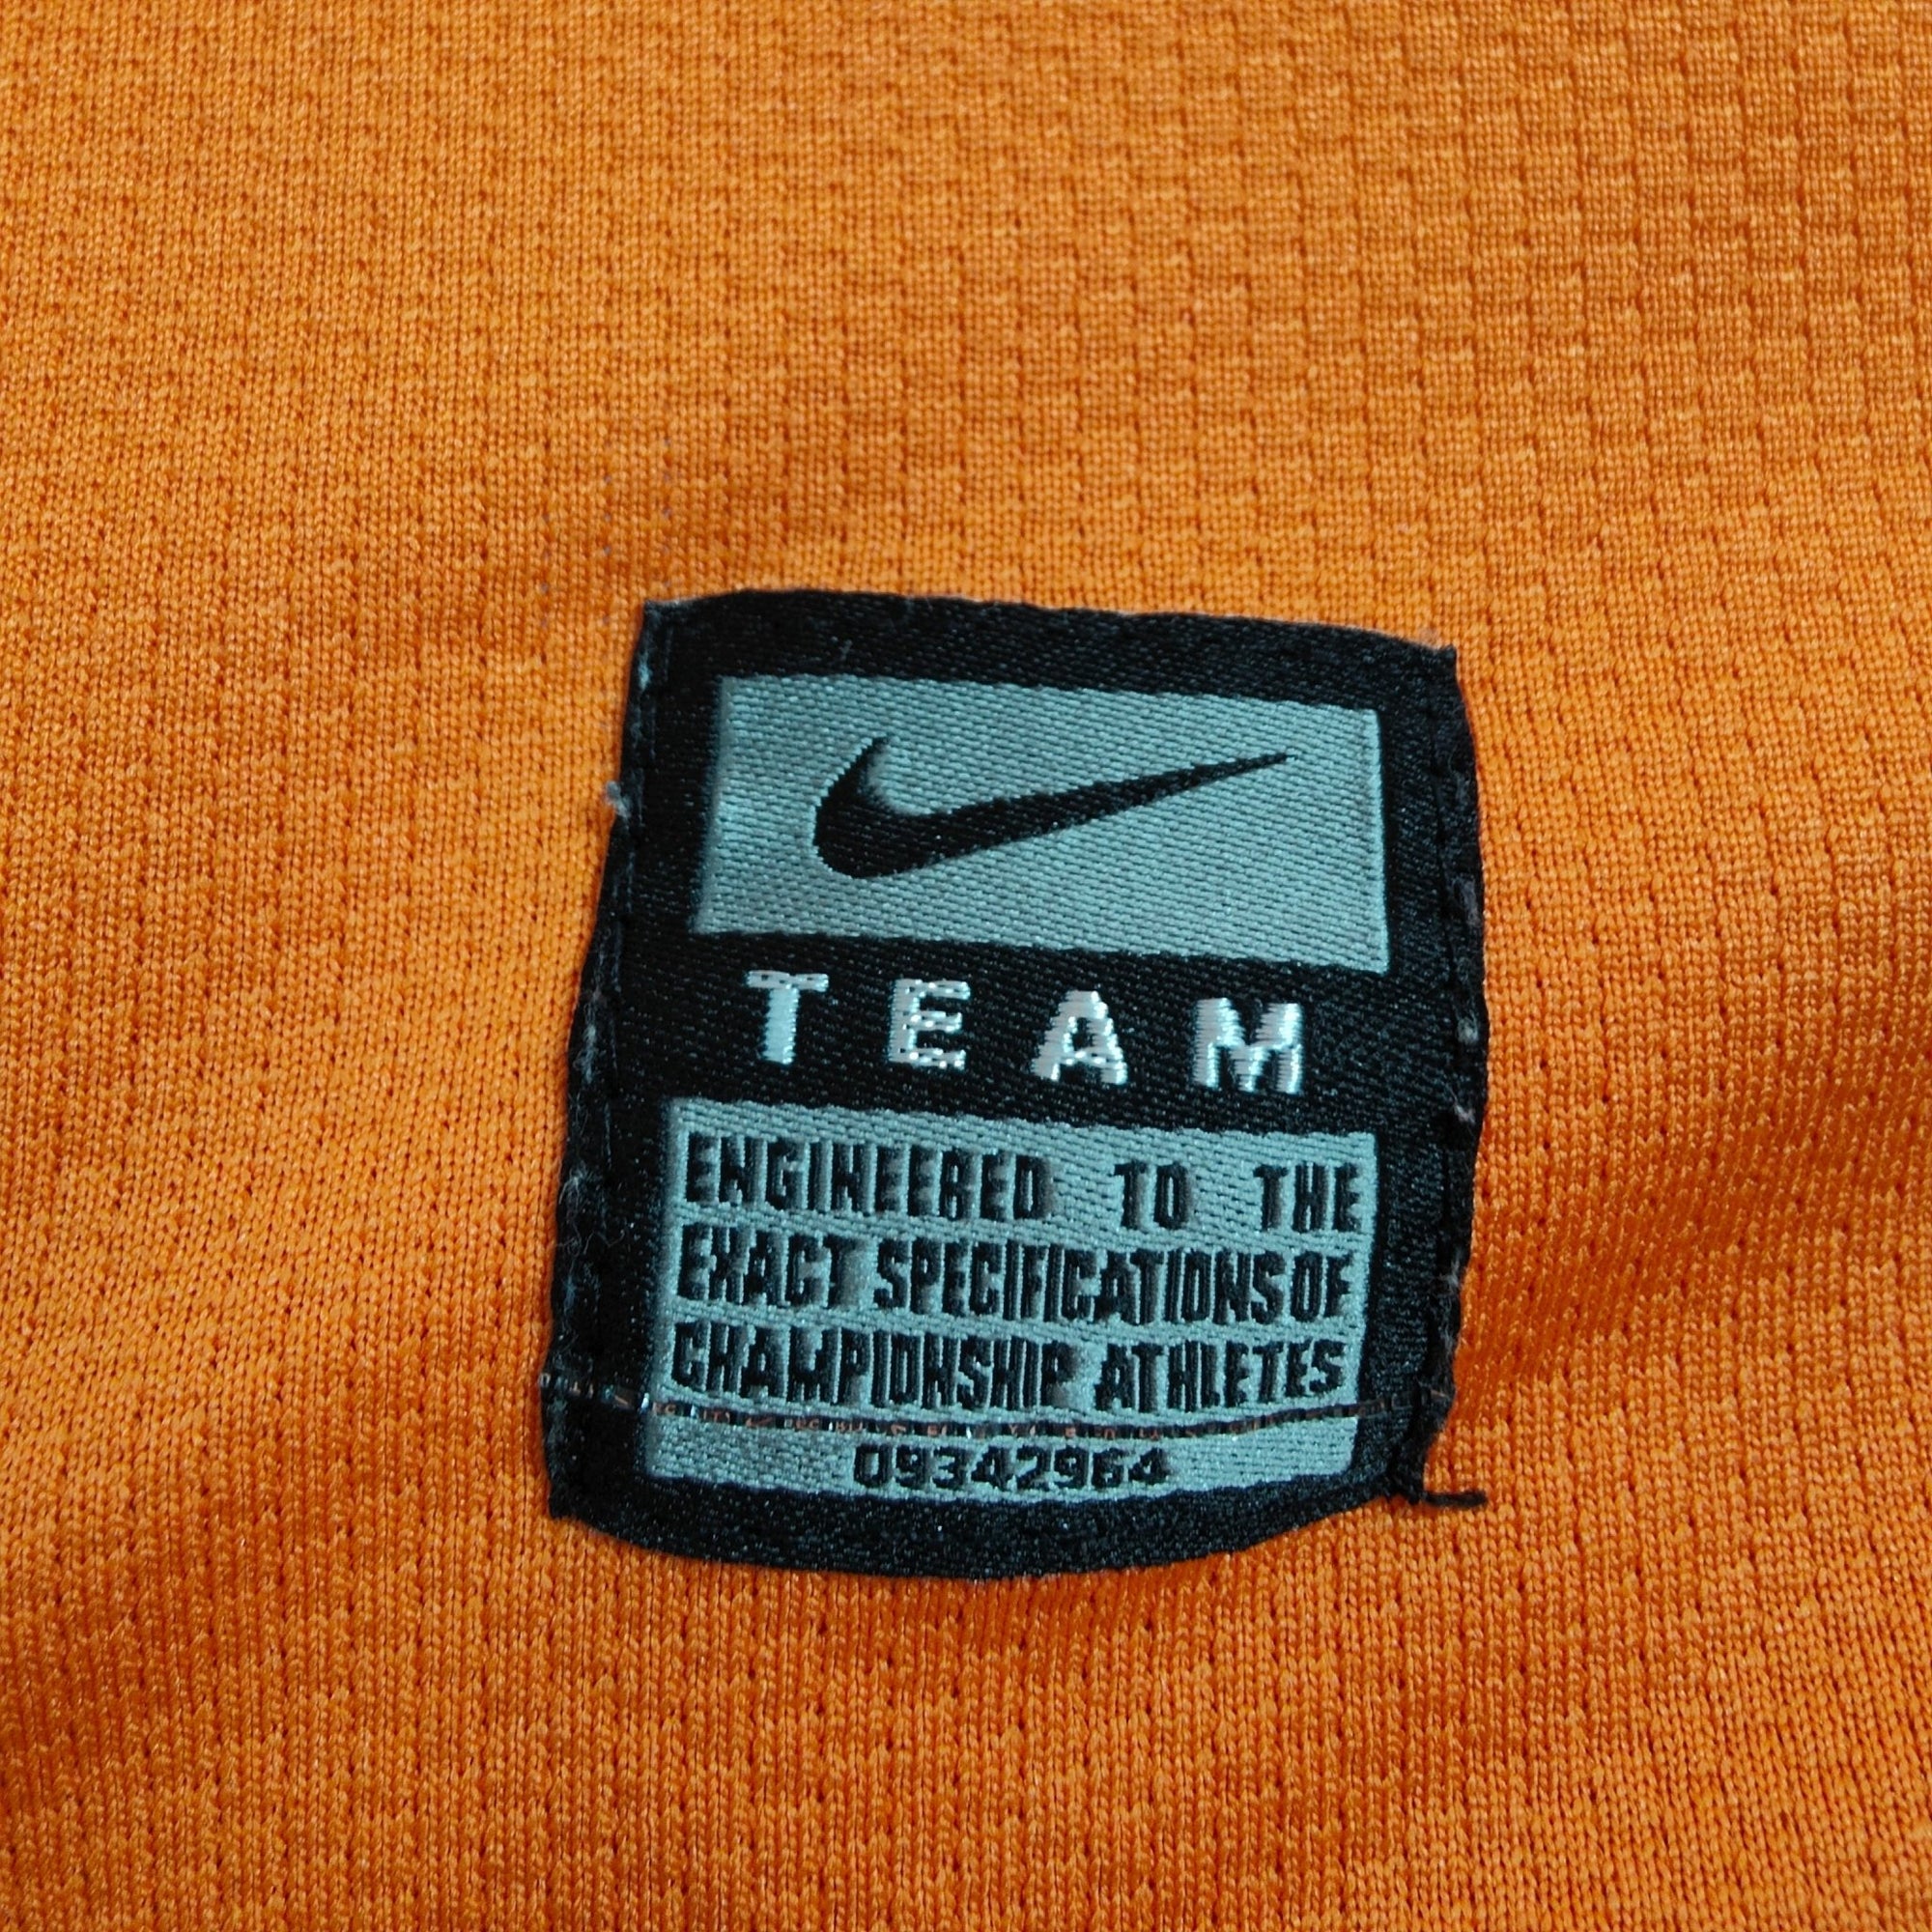 TEAM
ENGINEERED TO THE
EXACT SPECIFICATIONS OF
CHAMPIONSHIP ATHLETES
09342964